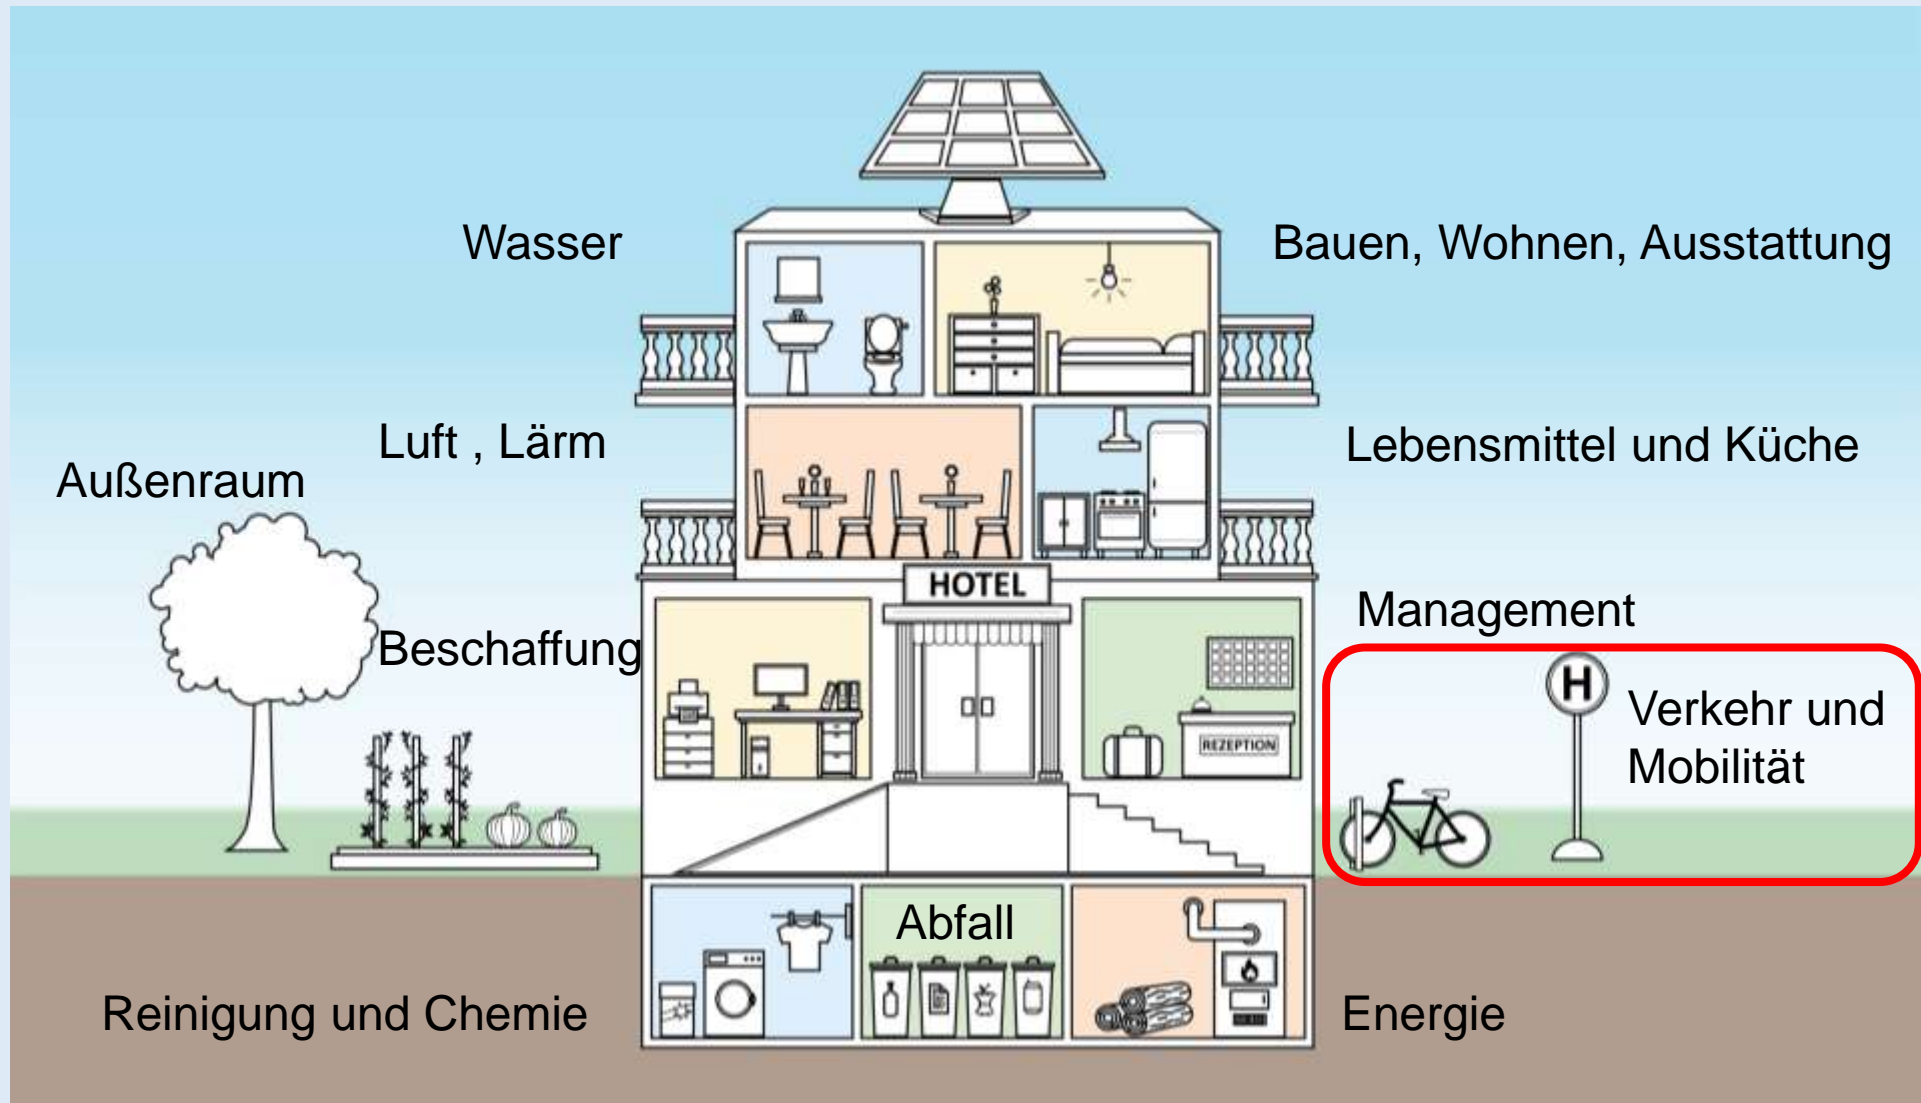 Wasser
Bauen, Wohnen, Ausstattung
Luft , Lärm
Lebensmittel und Küche
Außenraum
HOTEL
Management
Beschaffung
H
Verkehr und
Mobilität
REZEPTION
Abfall
Reinigung und Chemie
Energie